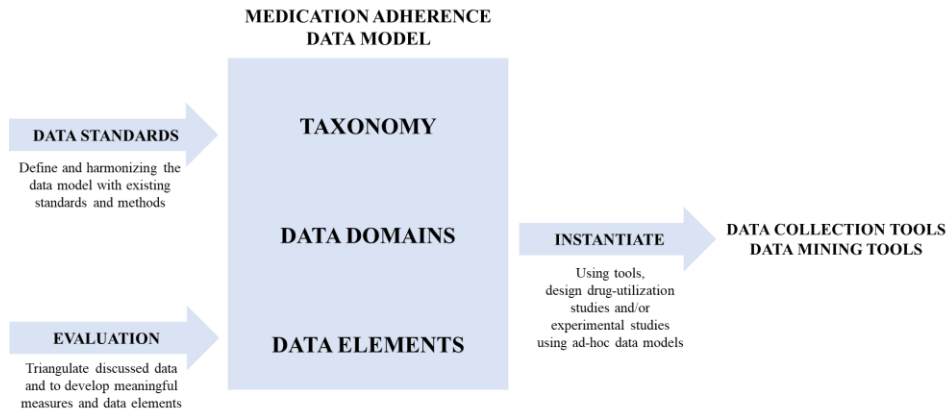 MEDICATION ADHERENCE
DATA MODEL
TAXONOMY
DATA STANDARDS
Define and harmonizing the
data model with existing
standards and methods
DATA DOMAINS
INSTANTIATE
Using tools,
design drug-utilization
studies and/or
experimental studies
using ad-hoc data models
DATA COLLECTION TOOLS
DATA MINING TOOLS
EVALUATION
Triangulate discussed data
and to develop meaningful
measures and data elements
DATA ELEMENTS